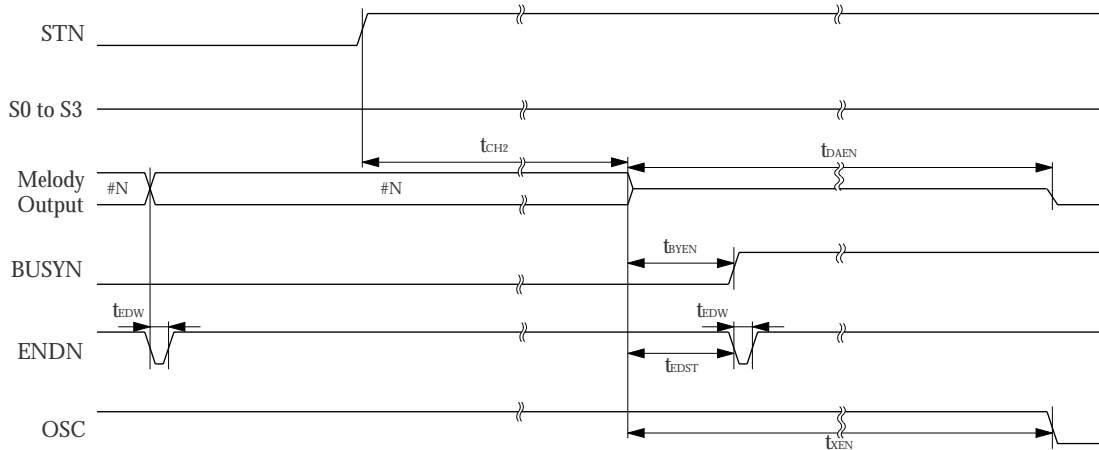 STN
S0 to S3
tCH2
tDAEN
Melody
Output
#N
#N
tBYEN
BUSYN
tEDW
tEDW
ENDN
tEDST
OSC
tXEN